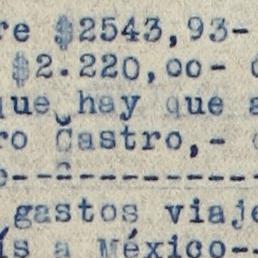 re $2543,93-
$2.220,oo-
que hay que a
ro Castro,-
e-----------
gastos viaje
ís a México--